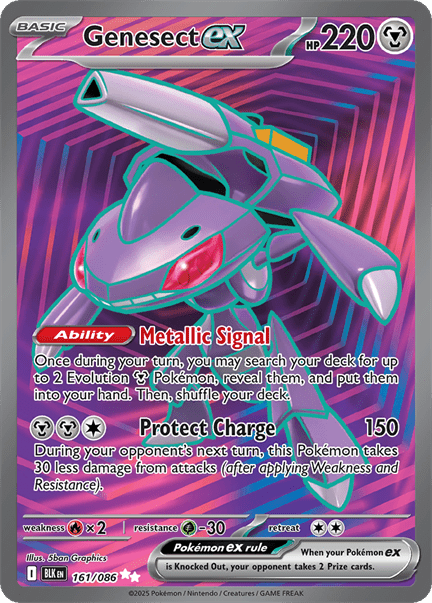 BASIC
Genesect ex HP 220
Ability Metallic Signal
Once during your turn, you may search your deck for up
to 2 Evolution Pokémon, reveal them, and put them
into your hand. Then, shuffle your deck.
Protect Charge 150
During your opponent's next turn, this Pokémon takes
30 less damage from attacks (after applying Weakness and
Resistance).
weakness ×2 resistance -30 retreat
Illus. 5ban Graphics
Pokémon ex rule When your Pokémon ex
is Knocked Out, your opponent takes 2 Prize cards.
I BLK EN 161/086
©2025 Pokémon / Nintendo / Creatures / GAME FREAK